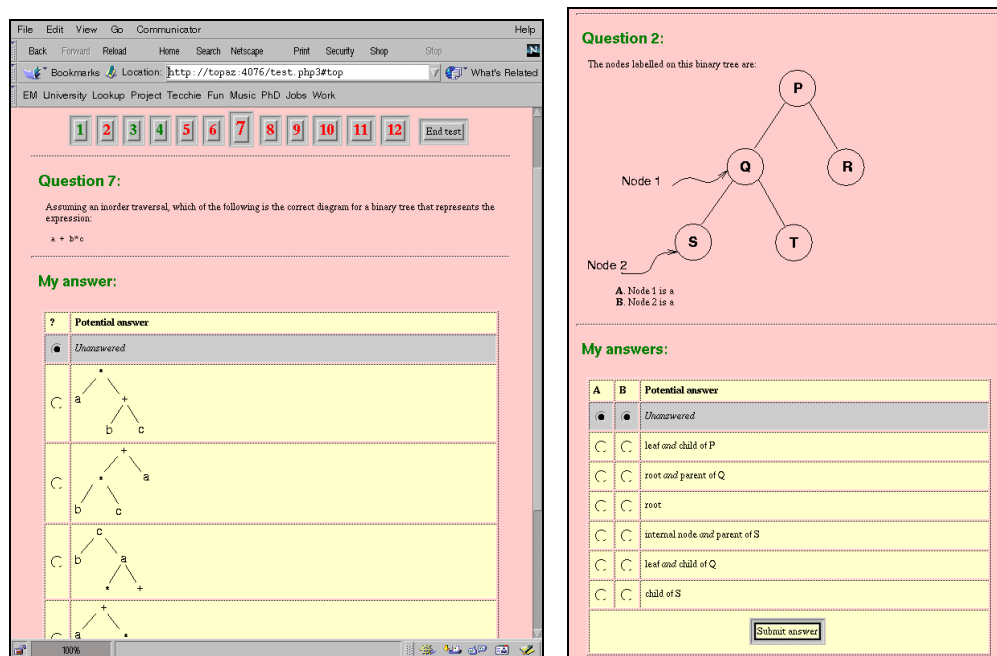 File Edit View Go Communicator Help
Back Forward Reload Home Search Netscape Print Security Shop Stop N
Bookmarks Location: http://topaz:4076/test.php3#top What's Related
EM University Lookup Project Tecchie Fun Music PhD Jobs Work
1 2 3 4 5 6 7 8 9 10 11 12 End test
Question 7:
Assuming an inorder traversal, which of the following is the correct diagram for a binary tree that represents the
expression:
a + b*c
My answer:
? Potential answer
Unanswered
*
a +
b c
+
* a
b c
c
b a
* +
+
a *
100%
Question 2:
The nodes labelled on this binary tree are:
P
Q R
Node 1
S T
Node 2
A. Node 1 is a
B. Node 2 is a
My answers:
A B Potential answer
Unanswered
leaf and child of P
root and parent of Q
root
internal node and parent of S
leaf and child of Q
child of S
Submit answer